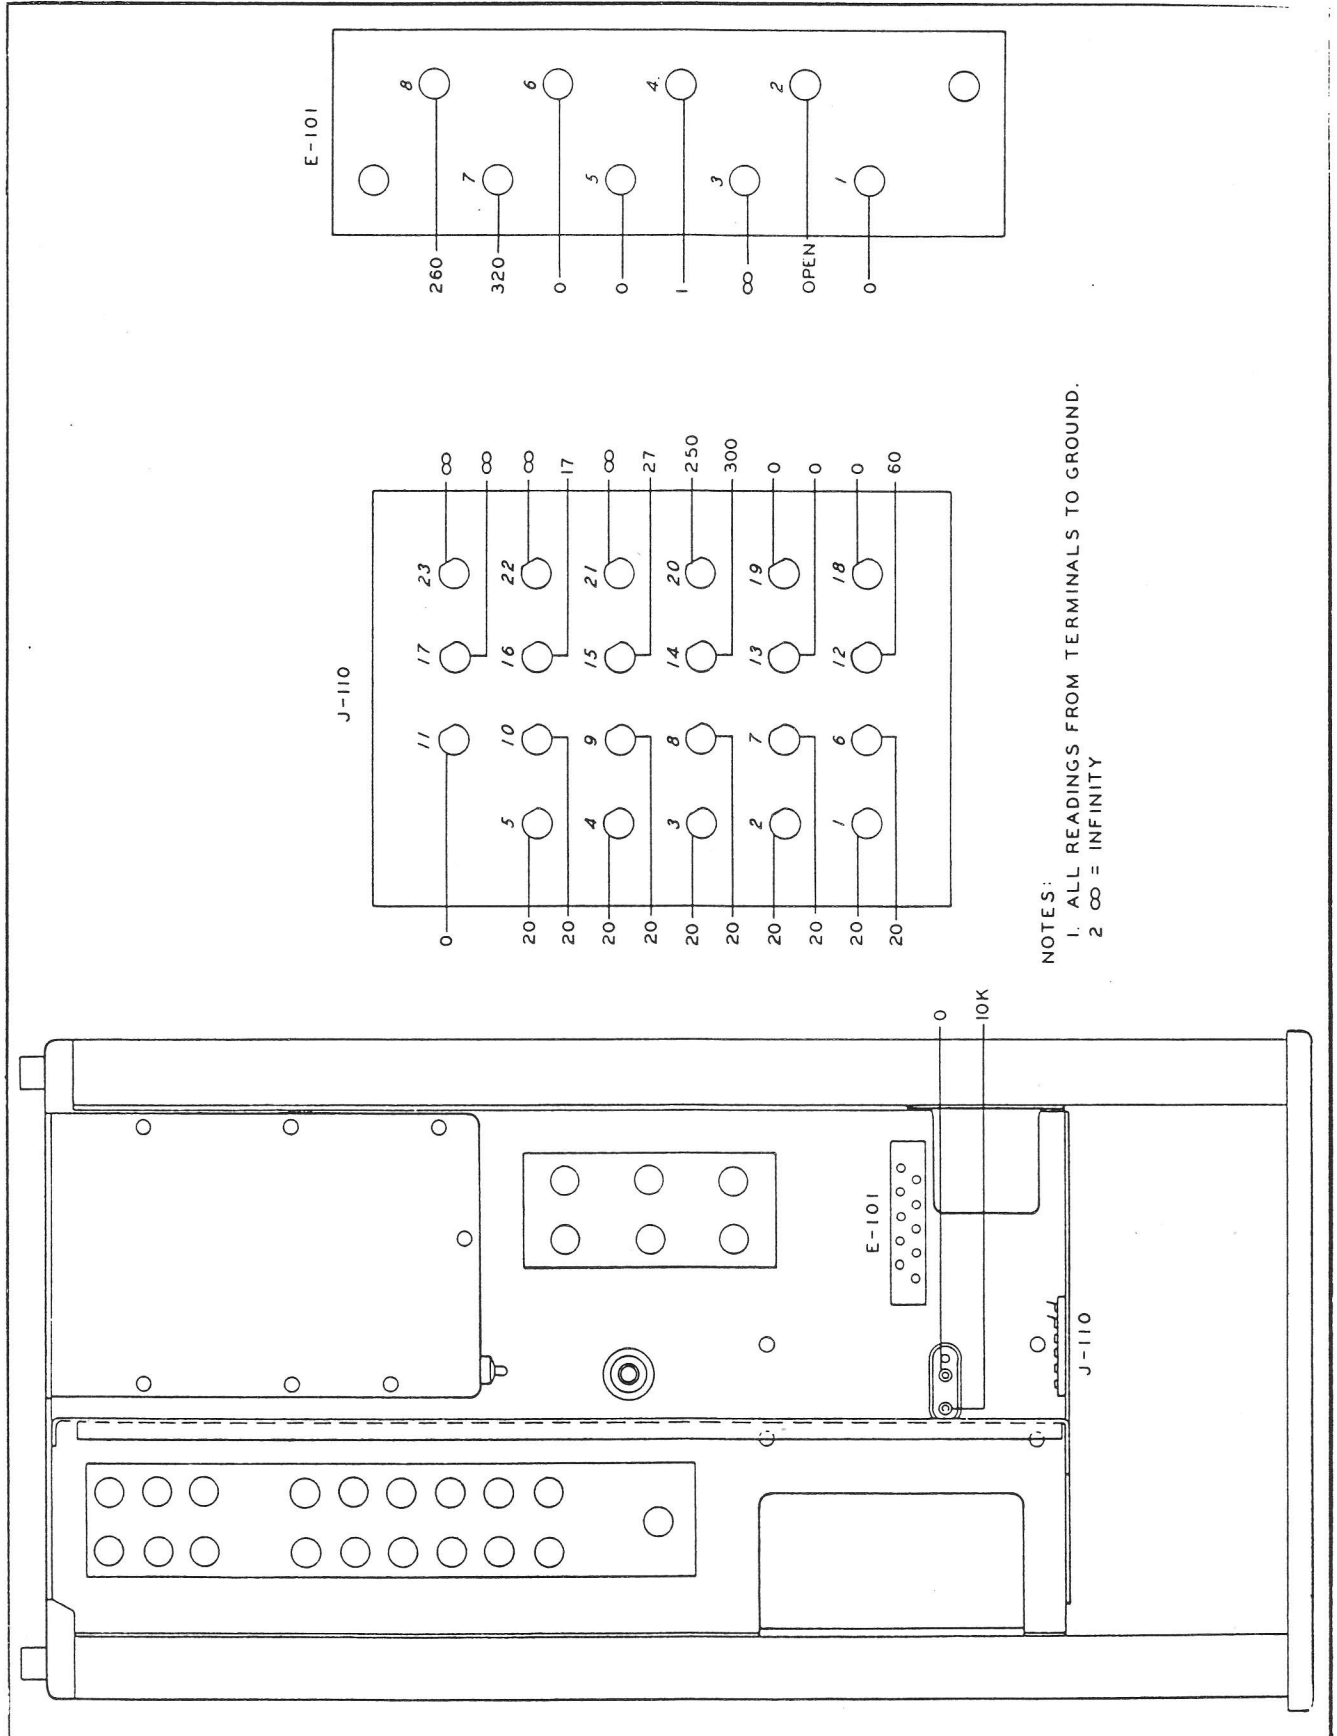 J-110
0 11 17 23 ∞
∞
20 5 10 16 22 ∞
20 17
20 4 9 15 21 ∞
20 27
20 3 8 14 20 250
20 300
20 2 7 13 19 0
20 0
20 1 6 12 18 0
20 60
E-101
260 8
320 7
0 6
0 5
1 4
∞ 3
OPEN 2
0 1
E-101
0
10K
J-110
NOTES:
1. ALL READINGS FROM TERMINALS TO GROUND.
2 ∞ = INFINITY